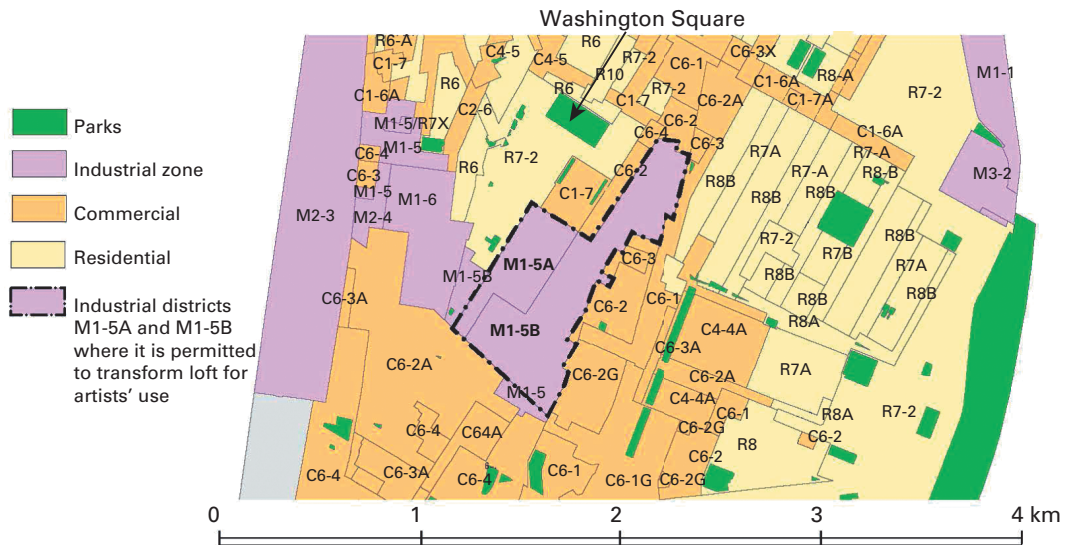 Washington Square
Parks
Industrial zone
Commercial
Residential
Industrial districts
M1-5A and M1-5B
where it is permitted
to transform loft for
artists' use
R6-A
C1-7
C1-6A
R6
C4-5
C2-6
C4-5
R6
R10
R7-2
R6
C1-7
R7-2
C6-1
C6-2A
C6-3X
C1-6A
C1-7A
R8-A
R7-2
M1-1
M1-5/R7X
M1-5
C6-4
C6-3
M1-5
M2-4
M1-6
R6
R7-2
C6-2
C6-4
C6-3
C6-2
C1-7
C1-6A
R7-A
R8-B
M3-2
R7A
R8B
R8B
R7-A
R8B
M2-3
M1-5B
M1-5A
M1-5B
C6-3
C6-2
C6-1
R7-2
R8B
R7B
R8B
R7A
R8B
R8B
R8A
C6-3A
C6-2A
C4-4A
C6-3A
C6-2A
C4-4A
R7A
M1-5
C6-2G
C6-1
C6-2G
R8A
R7-2
C6-2
R8
C6-4
C64A
C6-3A
C6-4
C6-4
C6-1
C6-1G
C6-2
C6-2G
0 1 2 3 4 km